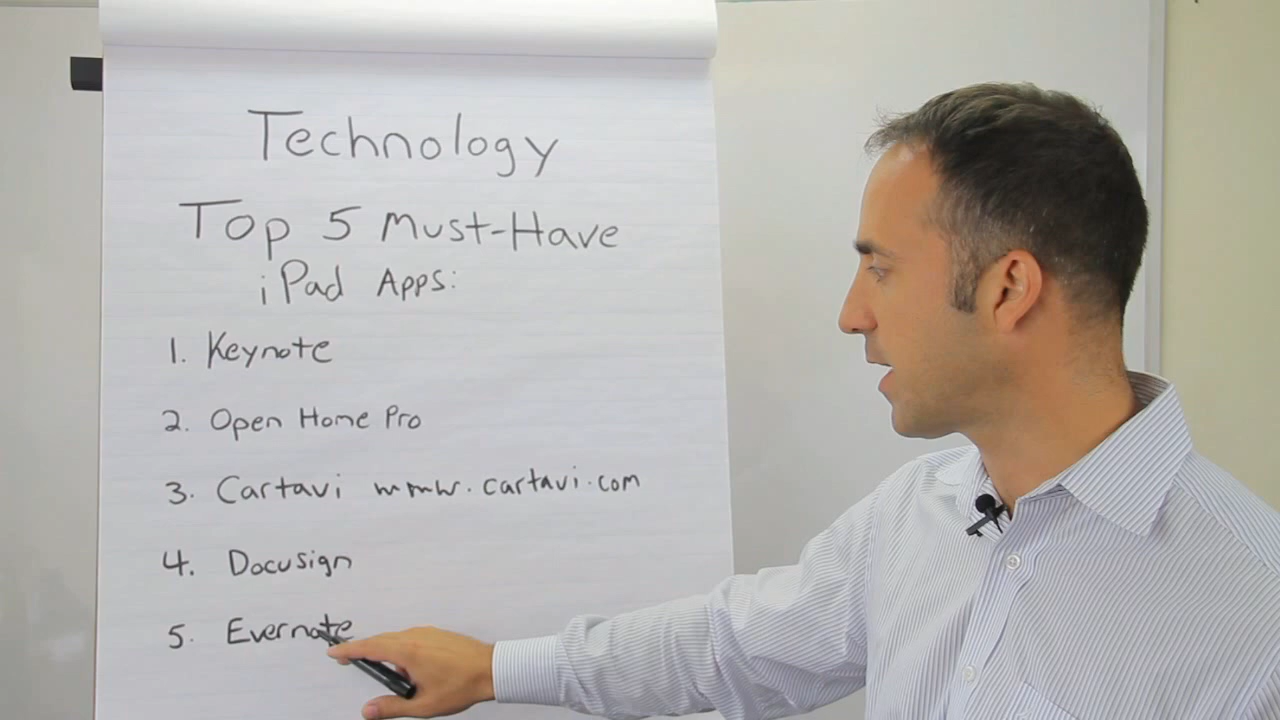 Technology
Top 5 Must-Have
iPad Apps:
1. Keynote
2. Open Home Pro
3. Cartavi www.cartavi.com
4. Docusign
5. Evernote